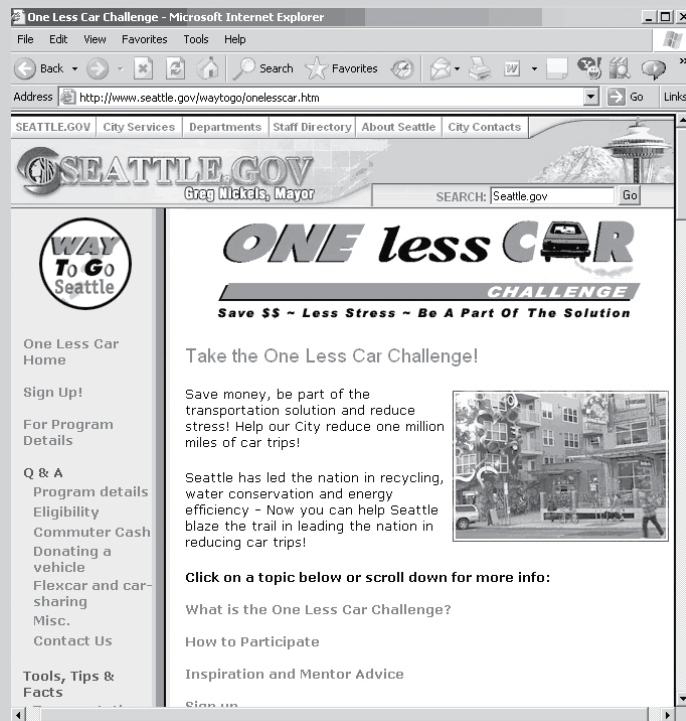 One Less Car Challenge - Microsoft Internet Explorer
File Edit View Favorites Tools Help
Back Search Favorites
Address http://www.seattle.gov/waytogo/onelesscar.htm Go Links
SEATTLE.GOV City Services Departments Staff Directory About Seattle City Contacts
SEATTLE.GOV
Greg Nickels, Mayor
SEARCH: Seattle.gov Go
WAY
TO GO
Seattle
One Less Car
Home
Sign Up!
For Program
Details
Q & A
Program details
Eligibility
Commuter Cash
Donating a
vehicle
Flexcar and car-
sharing
Misc.
Contact Us
Tools, Tips &
Facts
ONE less CAR
CHALLENGE
Save $$ ~ Less Stress ~ Be A Part Of The Solution
Take the One Less Car Challenge!
Save money, be part of the
transportation solution and reduce
stress! Help our City reduce one million
miles of car trips!
Seattle has led the nation in recycling,
water conservation and energy
efficiency - Now you can help Seattle
blaze the trail in leading the nation in
reducing car trips!
Click on a topic below or scroll down for more info:
What is the One Less Car Challenge?
How to Participate
Inspiration and Mentor Advice
Sign up